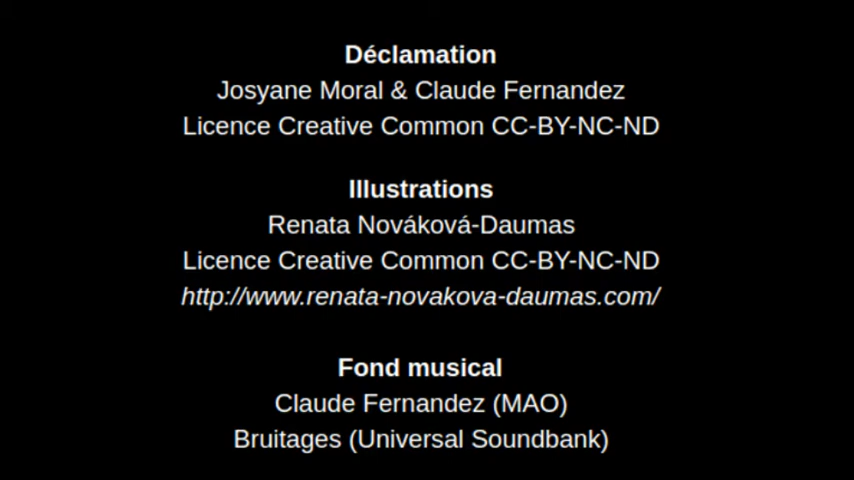 Déclamation
Josyane Moral & Claude Fernandez
Licence Creative Common CC-BY-NC-ND
Illustrations
Renata Nováková-Daumas
Licence Creative Common CC-BY-NC-ND
http://www.renata-novakova-daumas.com/
Fond musical
Claude Fernandez (MAO)
Bruitages (Universal Soundbank)